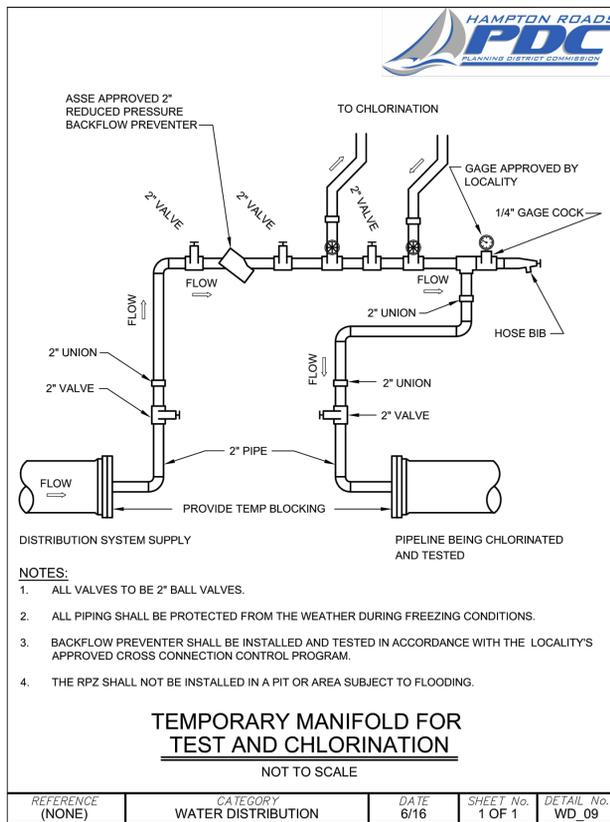 HAMPTON ROADS
PDC
PLANNING DISTRICT COMMISSION
ASSE APPROVED 2"
REDUCED PRESSURE
BACKFLOW PREVENTER
TO CHLORINATION
GAGE APPROVED BY
LOCALITY
1/4" GAGE COCK
2" VALVE
2" VALVE
2" VALVE
FLOW
FLOW
FLOW
2" UNION
HOSE BIB
FLOW
2" UNION
2" UNION
2" VALVE
2" VALVE
2" PIPE
FLOW
PROVIDE TEMP BLOCKING
DISTRIBUTION SYSTEM SUPPLY
PIPELINE BEING CHLORINATED
AND TESTED
NOTES:
1. ALL VALVES TO BE 2" BALL VALVES.
2. ALL PIPING SHALL BE PROTECTED FROM THE WEATHER DURING FREEZING CONDITIONS.
3. BACKFLOW PREVENTER SHALL BE INSTALLED AND TESTED IN ACCORDANCE WITH THE LOCALITY'S
APPROVED CROSS CONNECTION CONTROL PROGRAM.
4. THE RPZ SHALL NOT BE INSTALLED IN A PIT OR AREA SUBJECT TO FLOODING.
TEMPORARY MANIFOLD FOR
TEST AND CHLORINATION
NOT TO SCALE
REFERENCE CATEGORY DATE SHEET No. DETAIL No.
(NONE) WATER DISTRIBUTION 6/16 1 OF 1 WD_09